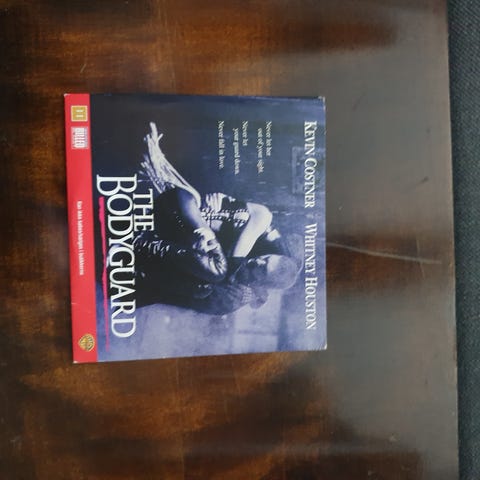 KEVIN COSTNER WHITNEY HOUSTON
Never let her
out of your sight.
Never let
your guard down.
Never fall in love.
THE
BODYGUARD
11